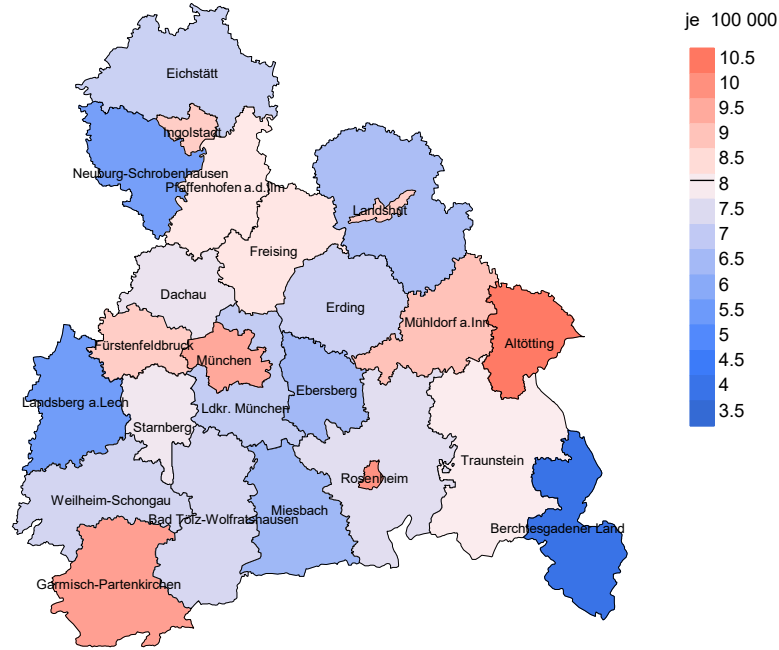 je 100 000
Eichstätt
Ingolstadt
Neuburg-Schrobenhausen
Pfaffenhofen a.d.Ilm
Landshut
Freising
Dachau
Erding
Mühldorf a.Inn
Altötting
Fürstenfeldbruck
München
Ebersberg
Landsberg a.Lech
Ldkr. München
Starnberg
Traunstein
Rosenheim
Weilheim-Schongau
Miesbach
Bad Tölz-Wolfratshausen
Berchtesgadener Land
Garmisch-Partenkirchen
10.5
10
9.5
9
8.5
8
7.5
7
6.5
6
5.5
5
4.5
4
3.5